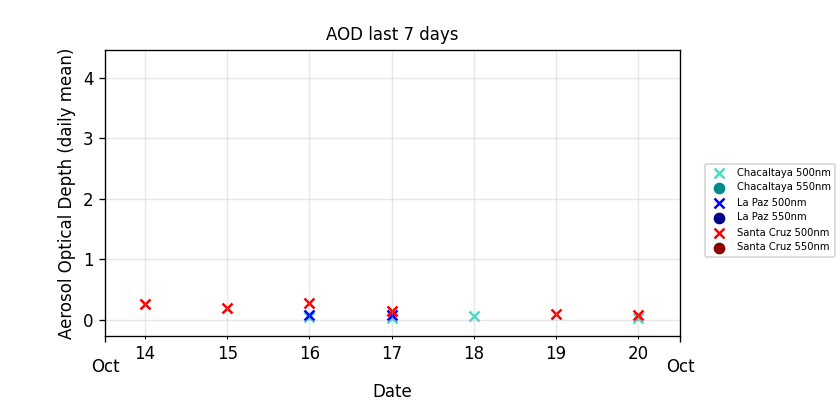 AOD last 7 days
Aerosol Optical Depth (daily mean)
4
3
2
1
0
14 15 16 17 18 19 20
Oct Oct
Date
Chacaltaya 500nm
Chacaltaya 550nm
La Paz 500nm
La Paz 550nm
Santa Cruz 500nm
Santa Cruz 550nm